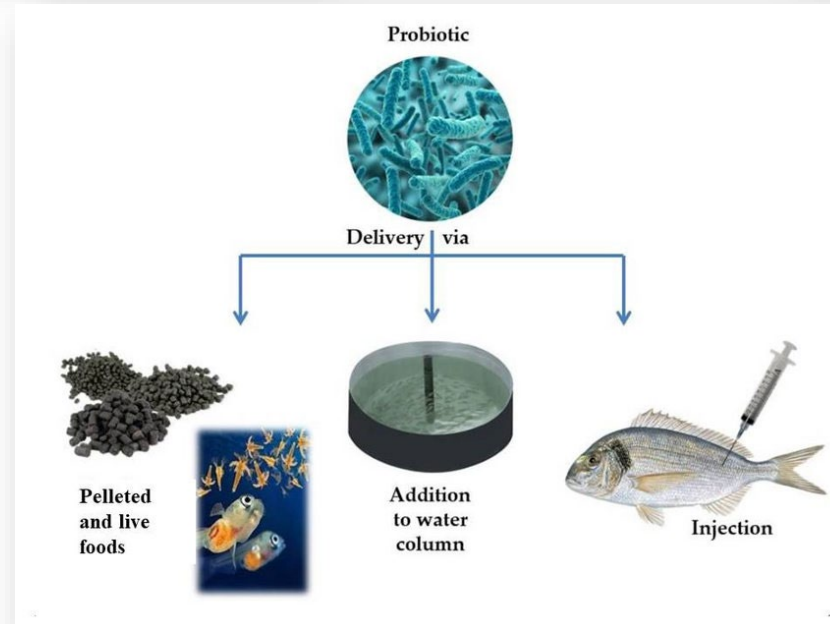 Probiotic
Delivery via
Pelleted
and live
foods
Addition
to water
column
Injection